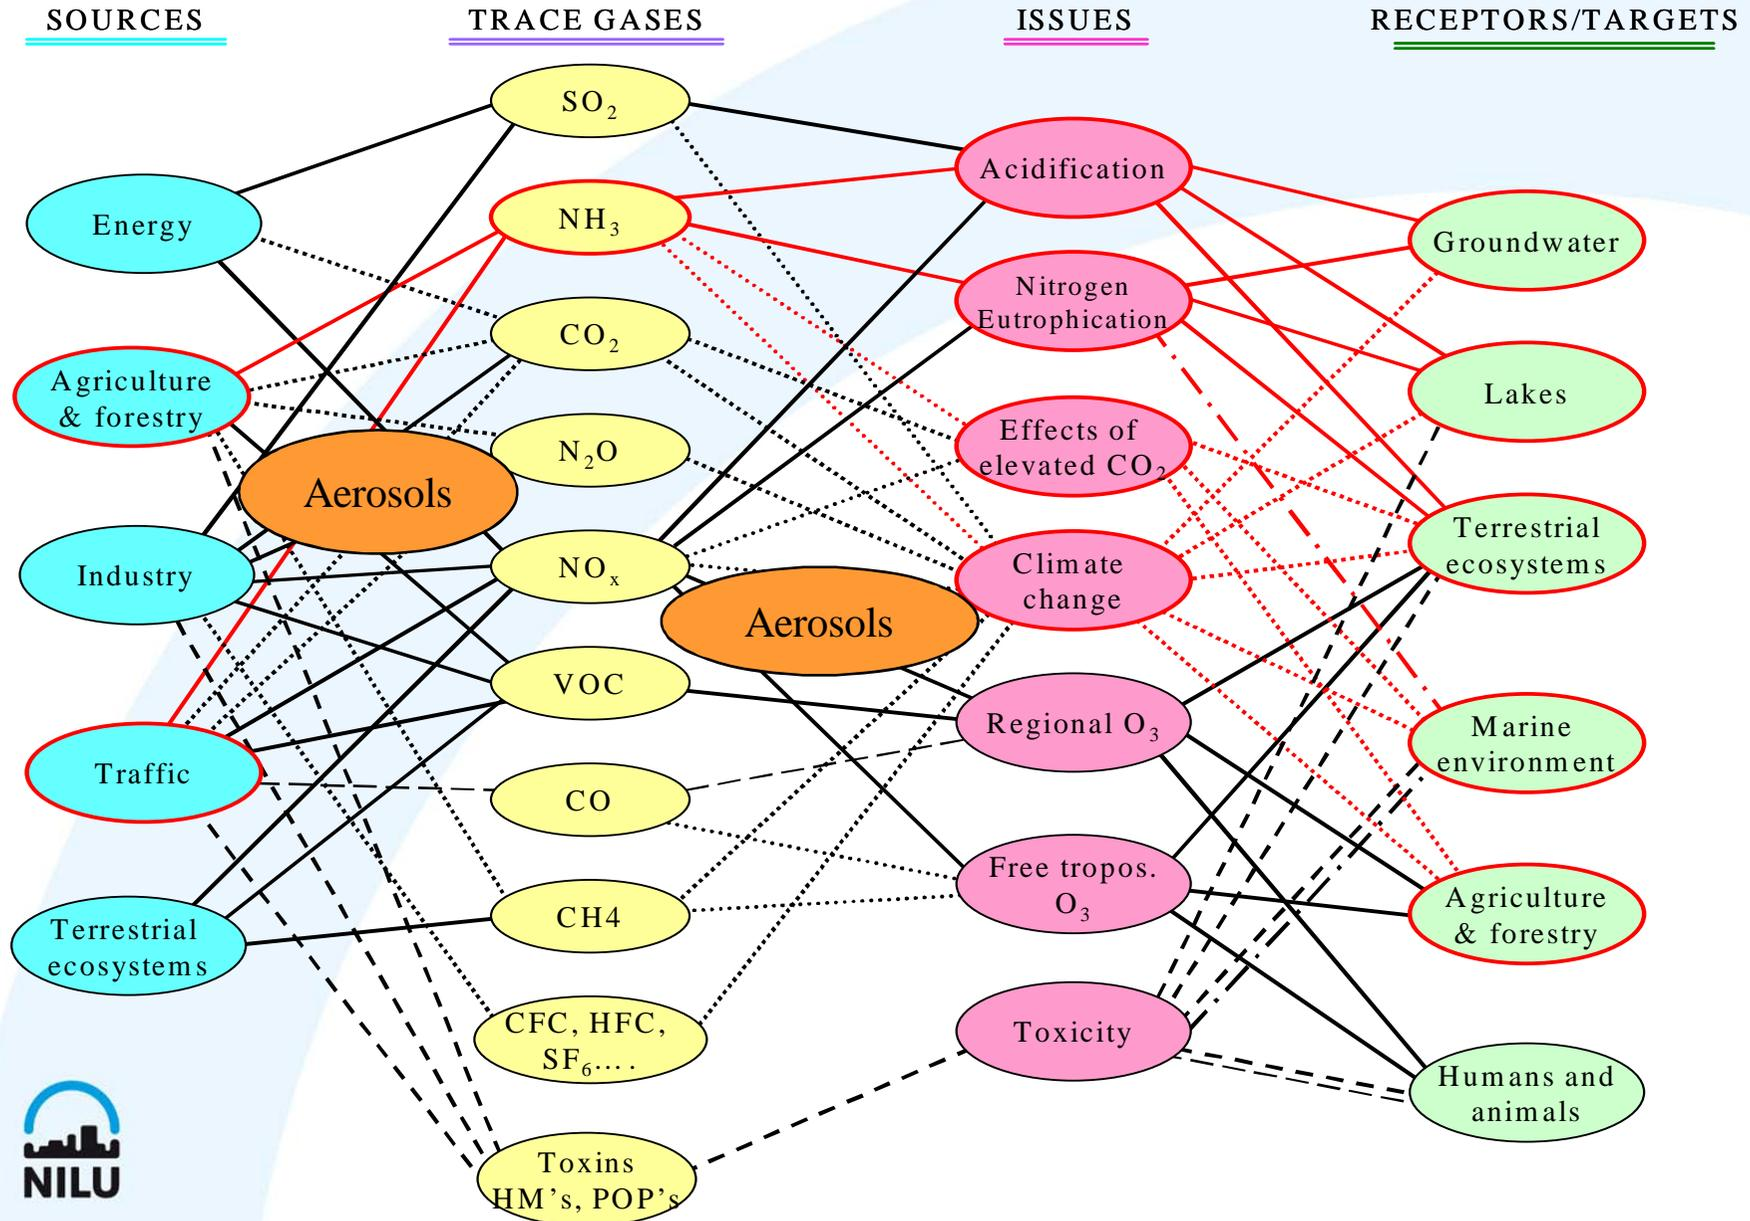 SOURCES
TRACE GASES
ISSUES
RECEPTORS/TARGETS
Energy
Agriculture
& forestry
Industry
Traffic
Terrestrial
ecosystems
Aerosols
SO₂
NH₃
CO₂
N₂O
NOₓ
VOC
CO
CH4
CFC, HFC,
SF₆....
Toxins
HM’s, POP’s
Aerosols
Acidification
Nitrogen
Eutrophication
Effects of
elevated CO₂
Climate
change
Regional O₃
Free tropos.
O₃
Toxicity
Groundwater
Lakes
Terrestrial
ecosystems
Marine
environment
Agriculture
& forestry
Humans and
animals
NILU